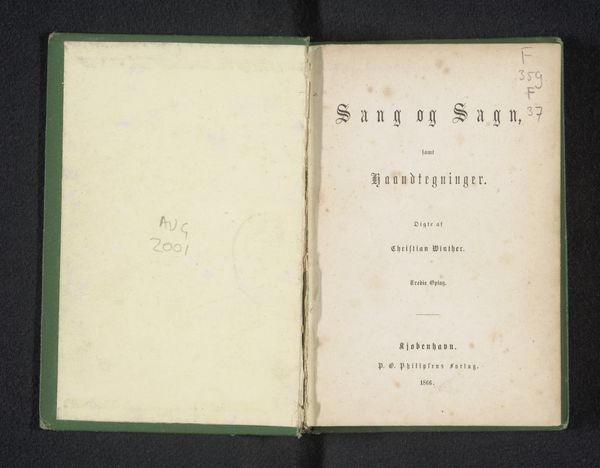 AUG
2001
F
359
F
37
Sang og Sagn,
samt
Haandtegninger.
Digte af
Christian Winther.
Tredie Oplag.
Kjøbenhavn.
P. G. Philipsens Forlag.
1866.